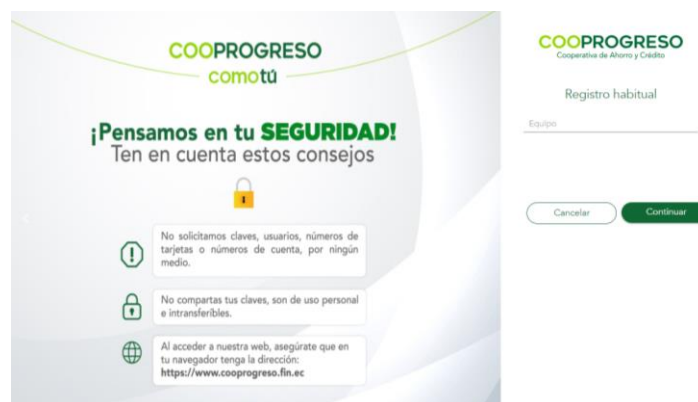 COOPROGRESO
comotú
¡Pensamos en tu SEGURIDAD!
Ten en cuenta estos consejos
No solicitamos claves, usuarios, números de
tarjetas o números de cuenta, por ningún
medio.
No compartas tus claves, son de uso personal
e intransferibles.
Al acceder a nuestra web, asegúrate que en
tu navegador tenga la dirección:
https://www.cooprogreso.fin.ec
COOPROGRESO
Cooperativa de Ahorro y Crédito
Registro habitual
Equipo
Cancelar
Continuar